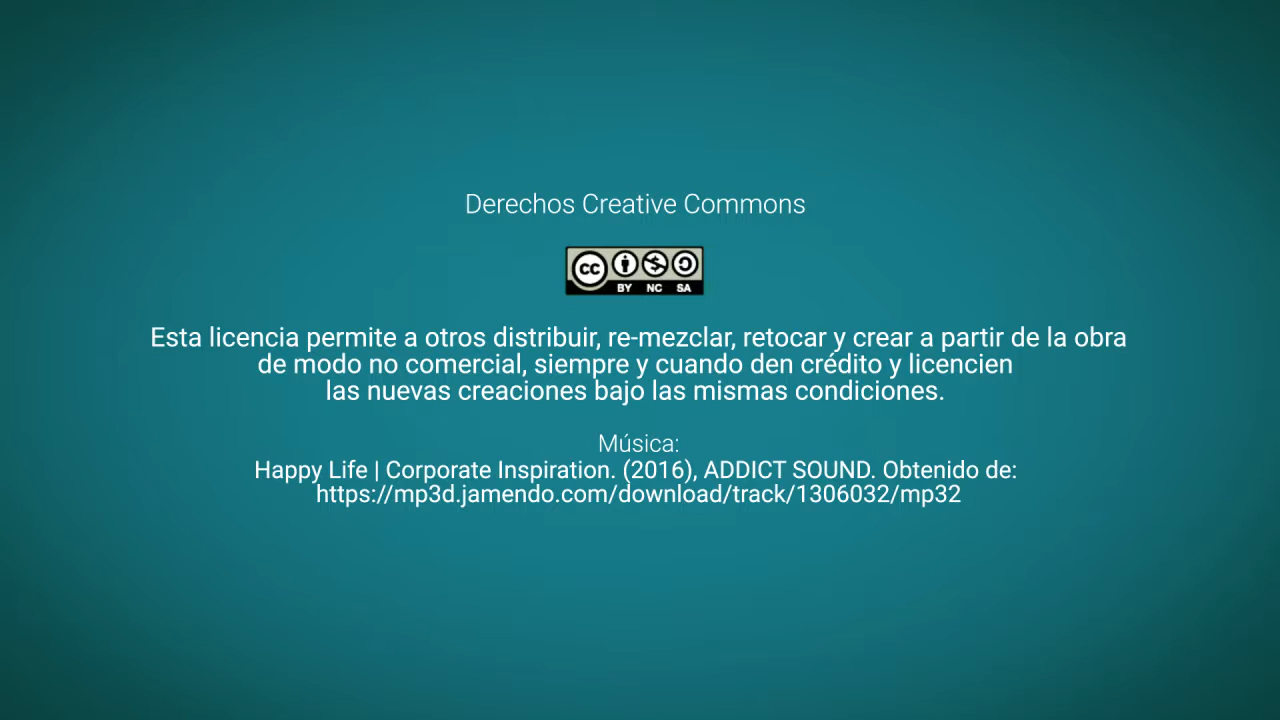 Derechos Creative Commons
cc BY NC SA
Esta licencia permite a otros distribuir, re-mezclar, retocar y crear a partir de la obra
de modo no comercial, siempre y cuando den crédito y licencien
las nuevas creaciones bajo las mismas condiciones.
Música:
Happy Life | Corporate Inspiration. (2016), ADDICT SOUND. Obtenido de:
https://mp3d.jamendo.com/download/track/1306032/mp32